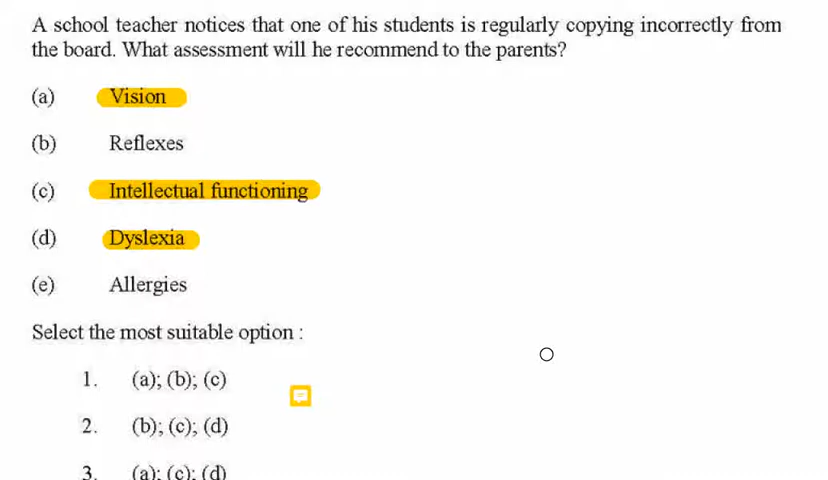 A school teacher notices that one of his students is regularly copying incorrectly from
the board. What assessment will he recommend to the parents?
(a) Vision
(b) Reflexes
(c) Intellectual functioning
(d) Dyslexia
(e) Allergies
Select the most suitable option :
1. (a); (b); (c)
2. (b); (c); (d)
3. (a); (c); (d)